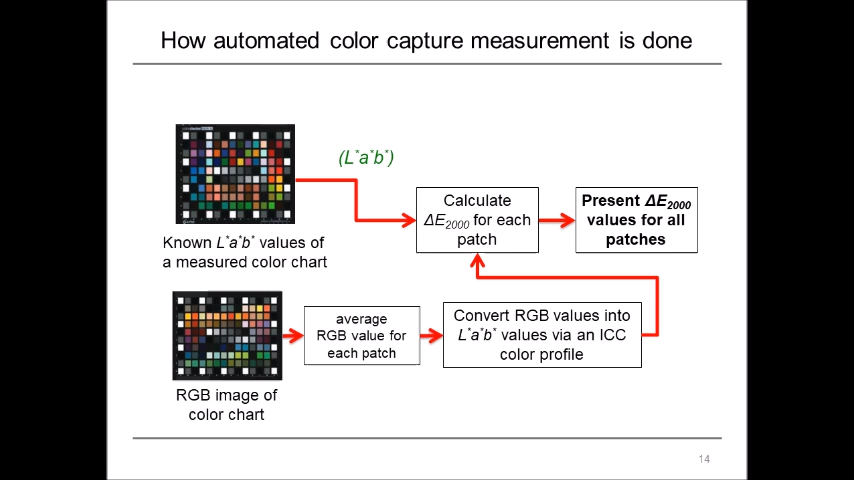 How automated color capture measurement is done
(L*a*b*)
Calculate
ΔE2000 for each
patch
Present ΔE2000
values for all
patches
Known L*a*b* values of
a measured color chart
average
RGB value for
each patch
Convert RGB values into
L*a*b* values via an ICC
color profile
RGB image of
color chart
14